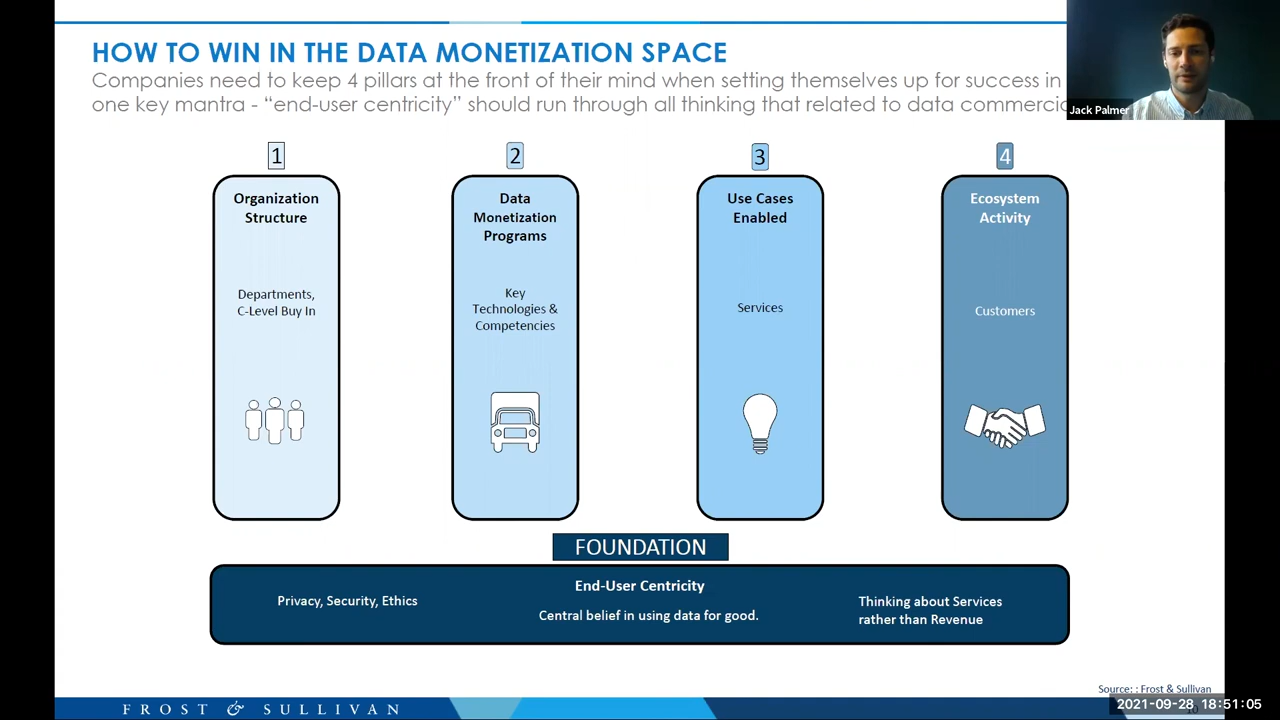 HOW TO WIN IN THE DATA MONETIZATION SPACE
Companies need to keep 4 pillars at the front of their mind when setting themselves up for success in
one key mantra - “end-user centricity” should run through all thinking that related to data
Jack Palmer
1
2
3
4
Organization
Structure
Departments,
C-Level Buy In
Data
Monetization
Programs
Key
Technologies &
Competencies
Use Cases
Enabled
Services
Ecosystem
Activity
Customers
FOUNDATION
Privacy, Security, Ethics
End-User Centricity
Central belief in using data for good.
Thinking about Services
rather than Revenue
Source: : Frost & Sullivan
FROST & SULLIVAN
2021-09-28 18:51:05